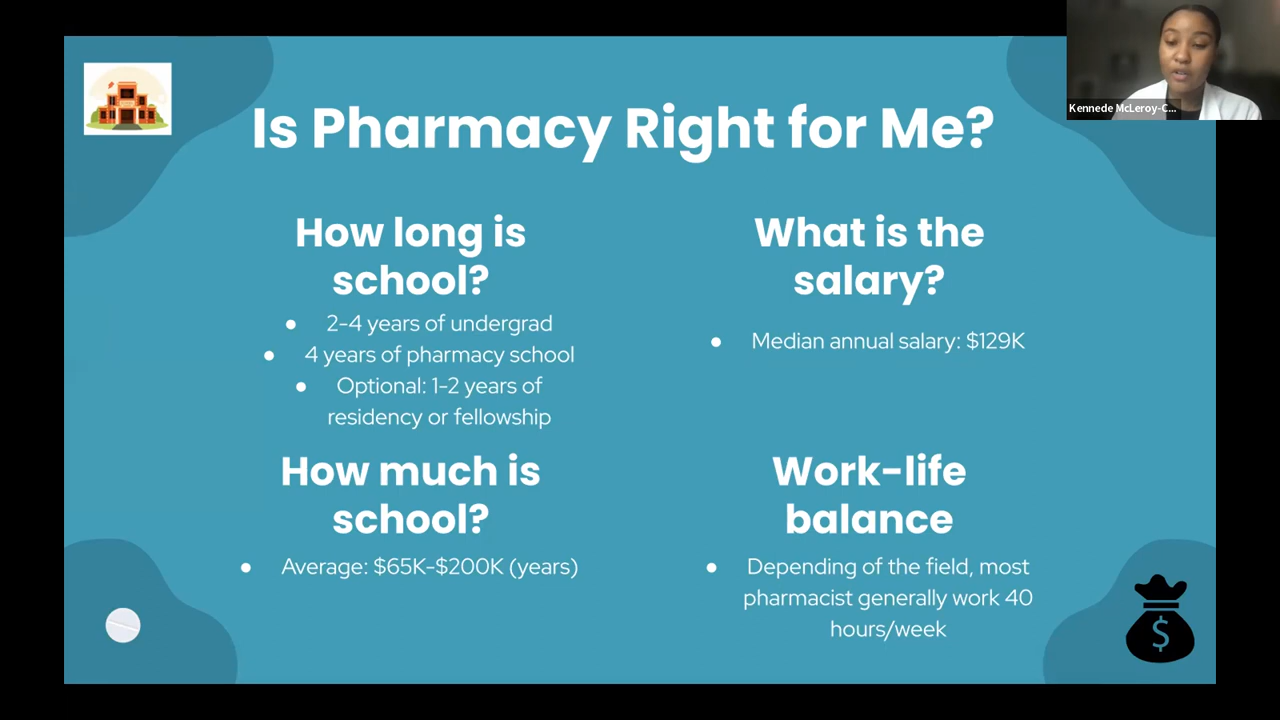 Is Pharmacy Right for Me?
How long is
school?
● 2-4 years of undergrad
● 4 years of pharmacy school
● Optional: 1-2 years of
residency or fellowship
What is the
salary?
● Median annual salary: $129K
How much is
school?
● Average: $65K-$200K (years)
Work-life
balance
● Depending of the field, most
pharmacist generally work 40
hours/week
$
Kennede McLeroy-C...